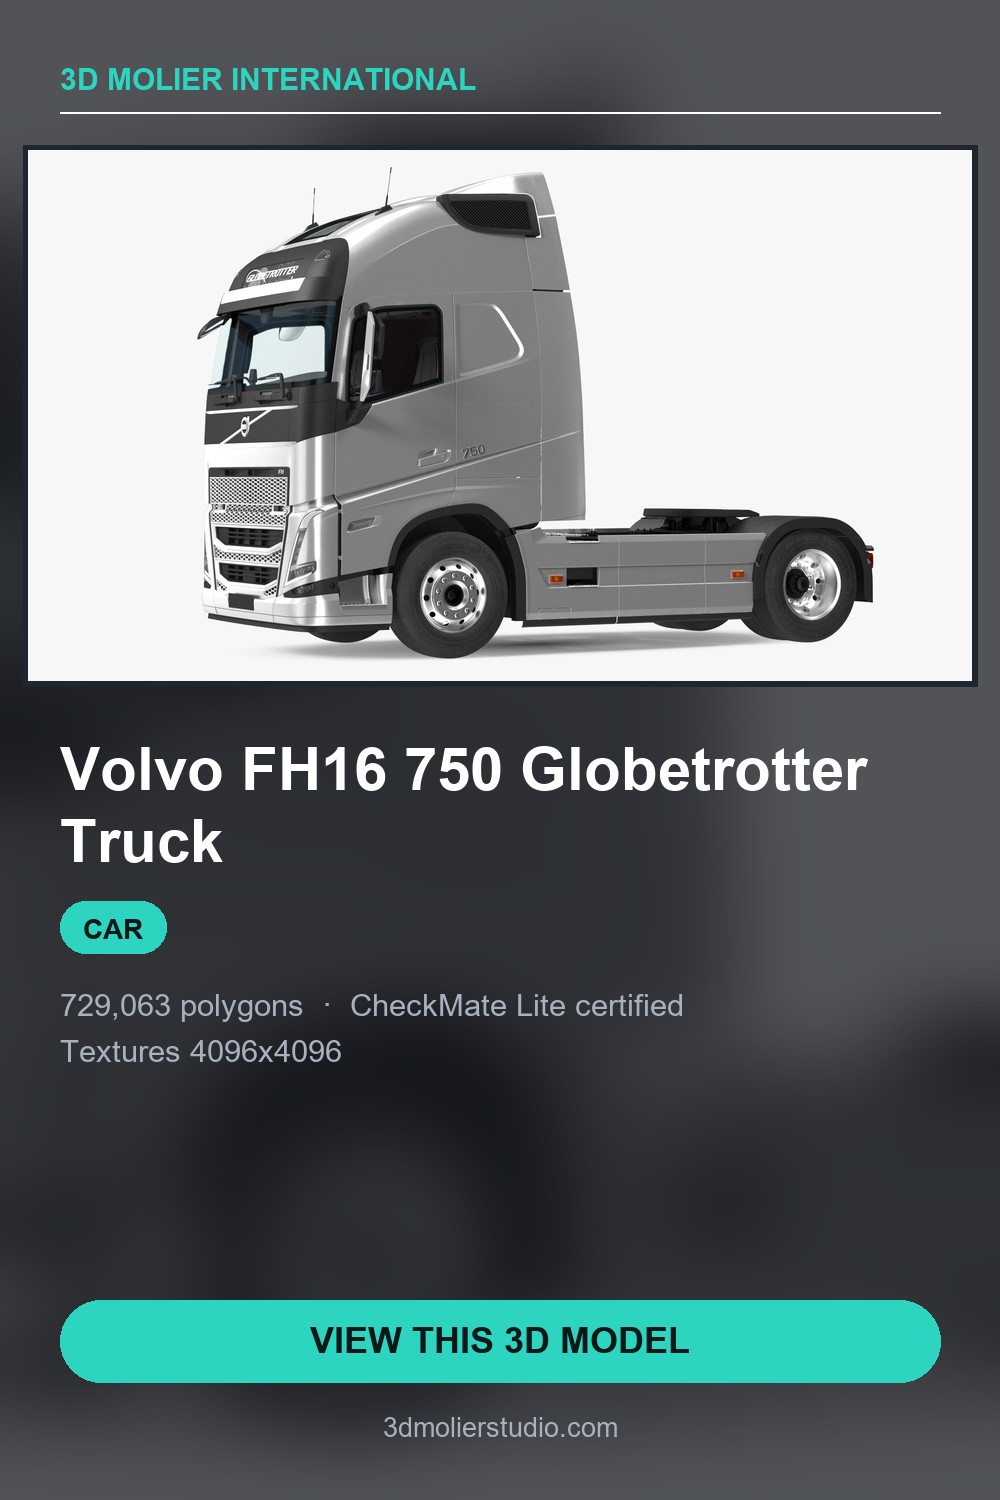 3D MOLIER INTERNATIONAL
GLOBETROTTER
FH
750
Volvo FH16 750 Globetrotter
Truck
CAR
729,063 polygons · CheckMate Lite certified
Textures 4096x4096
VIEW THIS 3D MODEL
3dmolierstudio.com